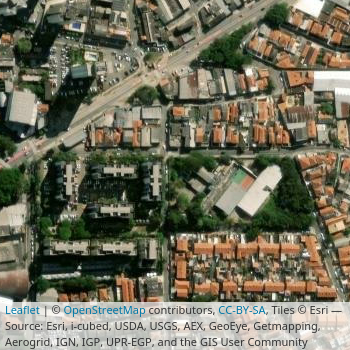 Leaflet | © OpenStreetMap contributors, CC-BY-SA, Tiles © Esri —
Source: Esri, i-cubed, USDA, USGS, AEX, GeoEye, Getmapping,
Aerogrid, IGN, IGP, UPR-EGP, and the GIS User Community